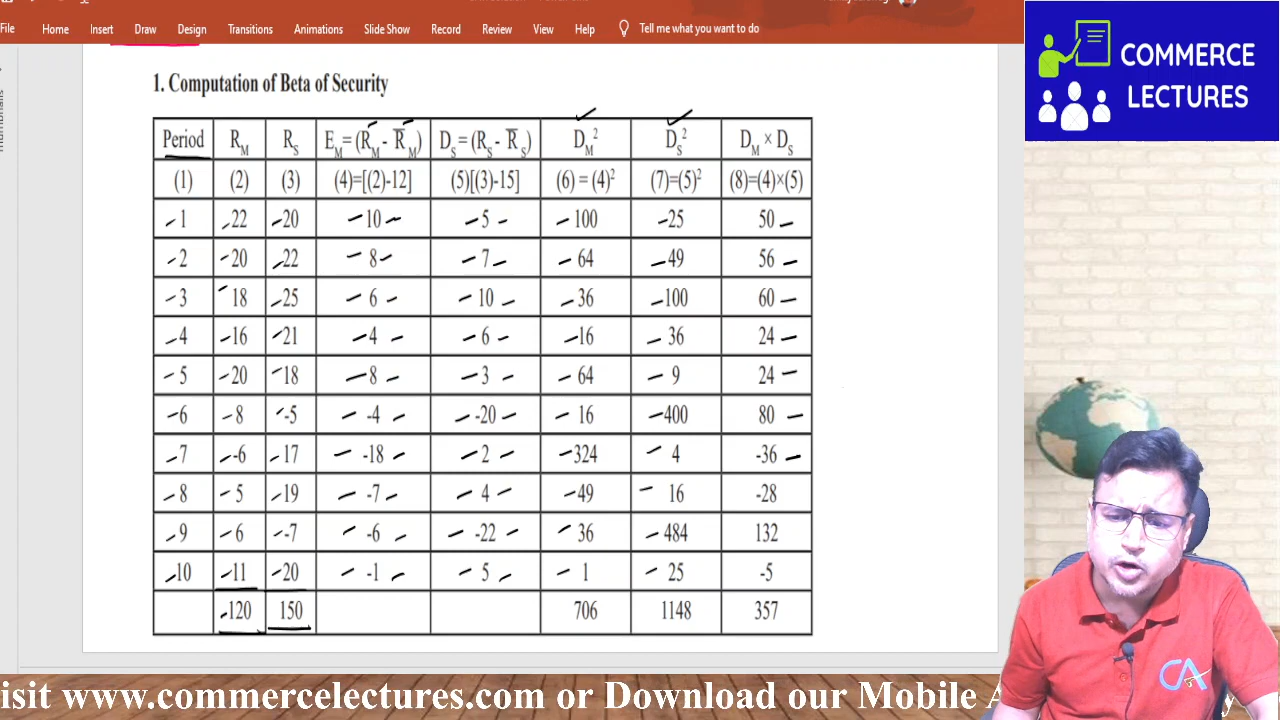 File Home Insert Draw Design Transitions Animations Slide Show Record Review View Help Tell me what you want to do
COMMERCE
LECTURES
1. Computation of Beta of Security
Period R_M R_S E_M= (R_M - R̅_M) D_S= (R_S - R̅_S) D_M² D_S² D_M × D_S
(1) (2) (3) (4)=[(2)-12] (5)[(3)-15] (6) = (4)² (7)=(5)² (8)=(4)×(5)
1 22 20 10 5 100 25 50
2 20 22 8 7 64 49 56
3 18 25 6 10 36 100 60
4 16 21 4 6 16 36 24
5 20 18 8 3 64 9 24
6 8 -5 -4 -20 16 400 80
7 -6 17 -18 2 324 4 -36
8 5 19 -7 4 49 16 -28
9 6 -7 -6 -22 36 484 132
10 11 20 -1 5 1 25 -5
120 150 706 1148 357
CA
isit www.commercelectures.com or Download our Mobile A